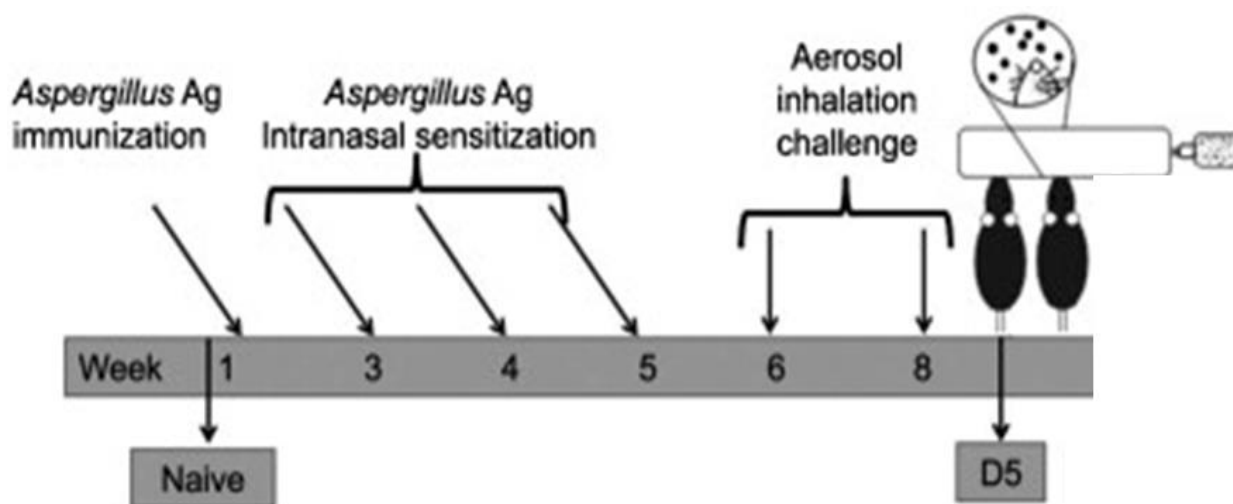 Aspergillus Ag
immunization
Aspergillus Ag
Intranasal sensitization
Aerosol
inhalation
challenge
Week 1 3 4 5 6 8
Naive
D5